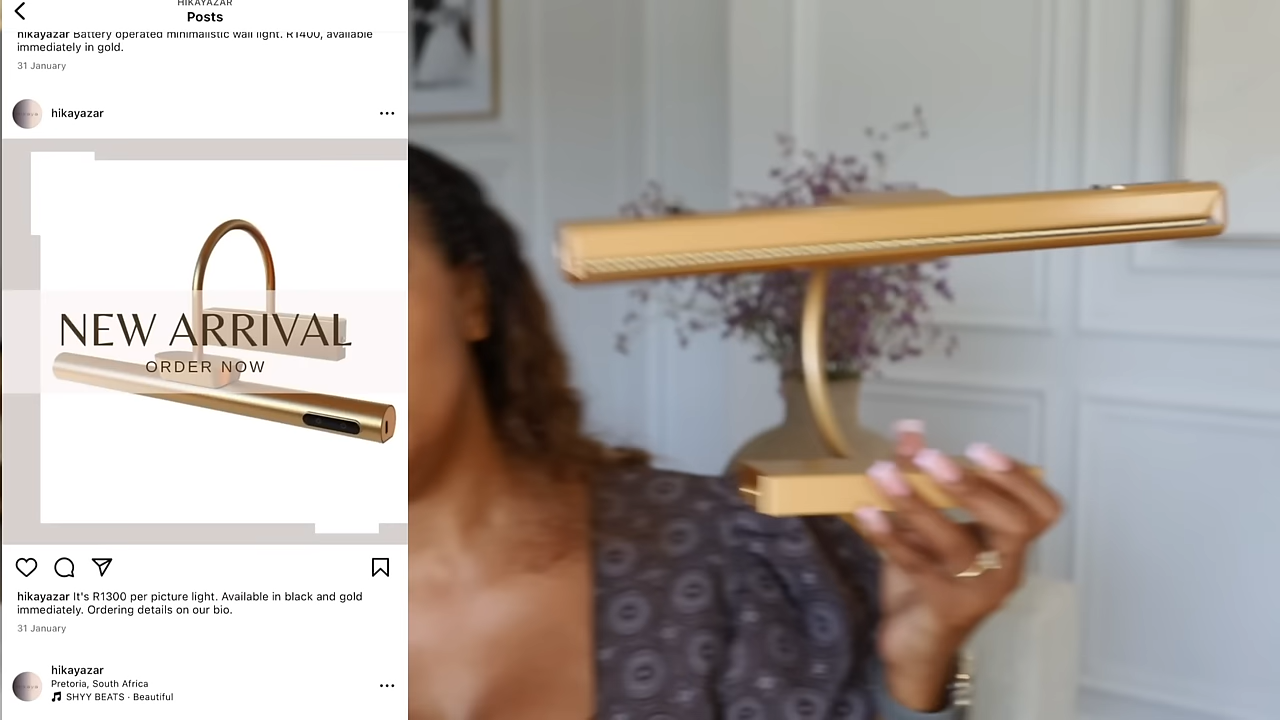 HIKAYAZAR
Posts
hikayazar Battery operated minimalistic wall light. R1400, available
immediately in gold.
31 January
hikayazar
NEW ARRIVAL
ORDER NOW
hikayazar It's R1300 per picture light. Available in black and gold
immediately. Ordering details on our bio.
31 January
hikayazar
Pretoria, South Africa
SHYY BEATS · Beautiful